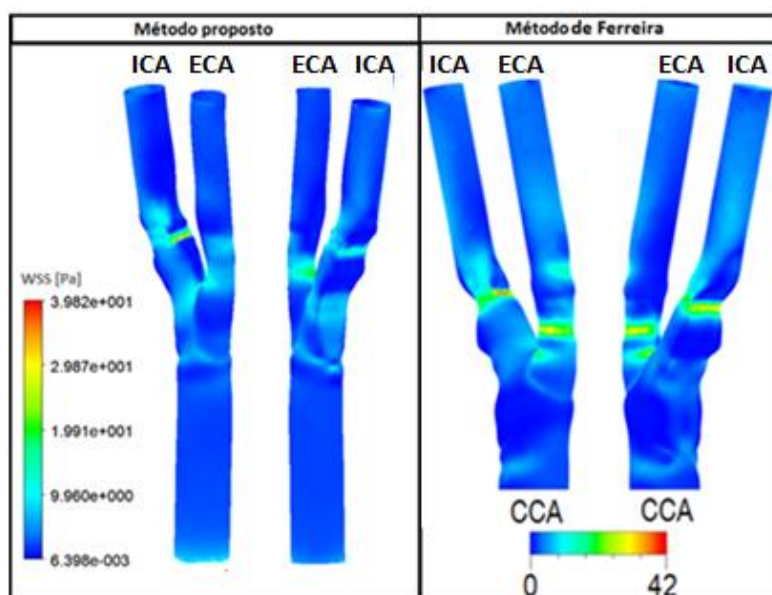 Método proposto
Método de Ferreira
ICA ECA ECA ICA
ICA ECA ECA ICA
WSS [Pa]
3.982e+001
2.987e+001
1.991e+001
9.960e+000
6.398e-003
CCA CCA
0 42